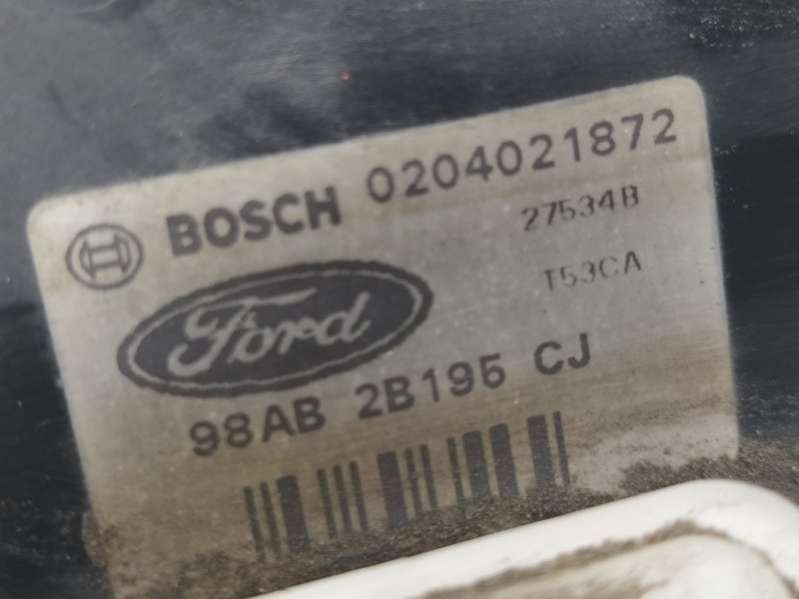 BOSCH 0204021872
27534B
T53CA
Ford
98AB 2B195 CJ